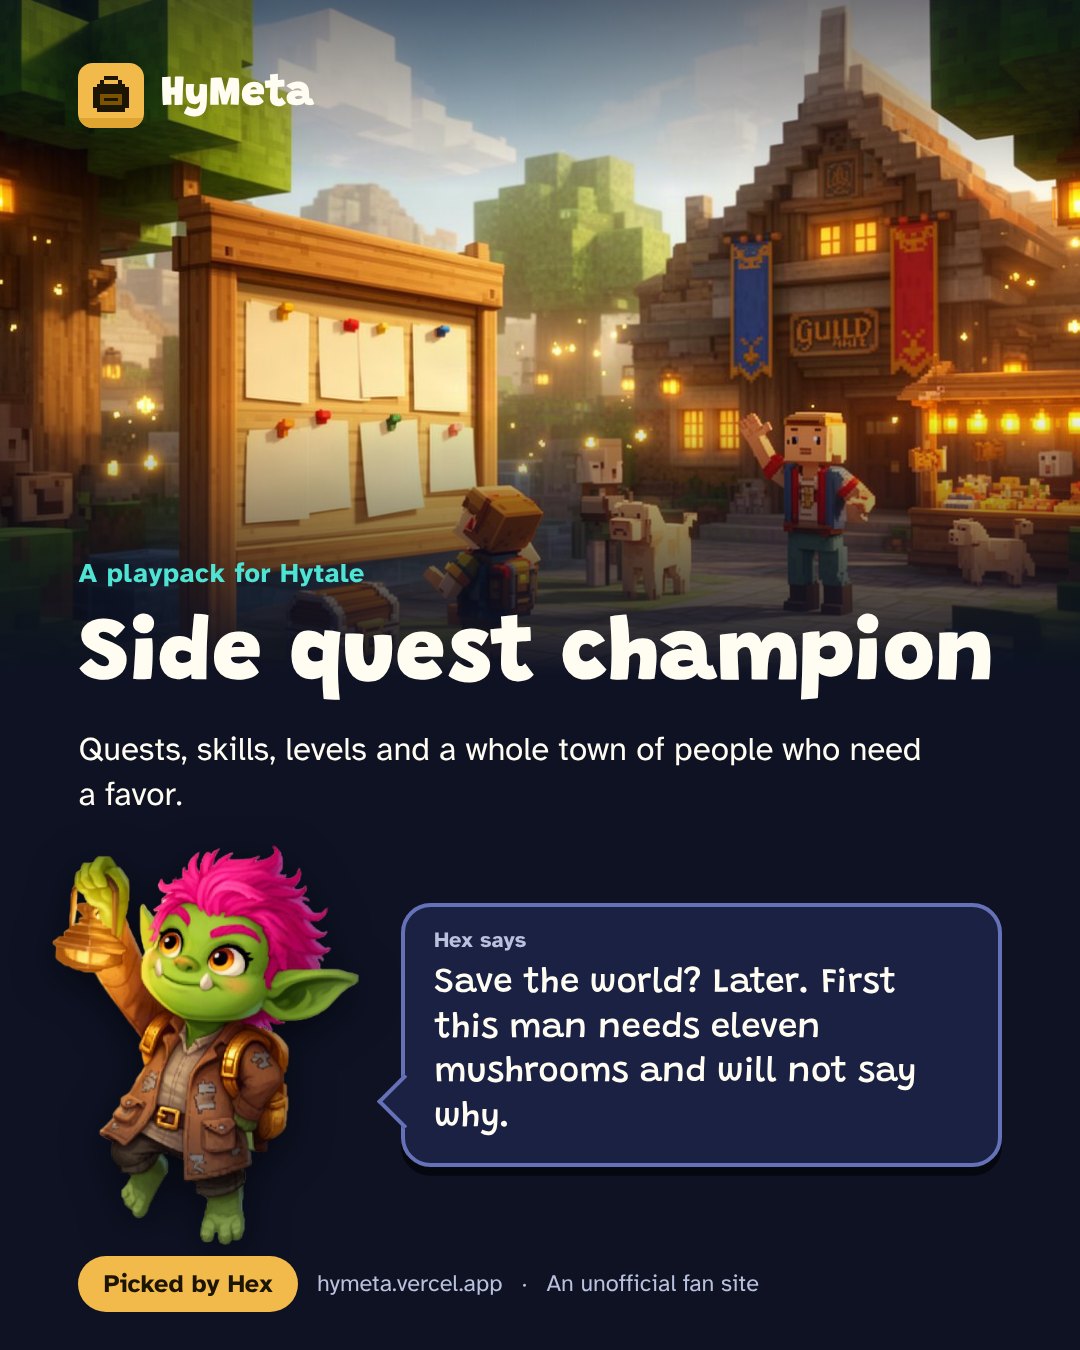 HyMeta
GUILD
A playpack for Hytale
Side quest champion
Quests, skills, levels and a whole town of people who need
a favor.
Hex says
Save the world? Later. First
this man needs eleven
mushrooms and will not say
why.
Picked by Hex
hymeta.vercel.app · An unofficial fan site